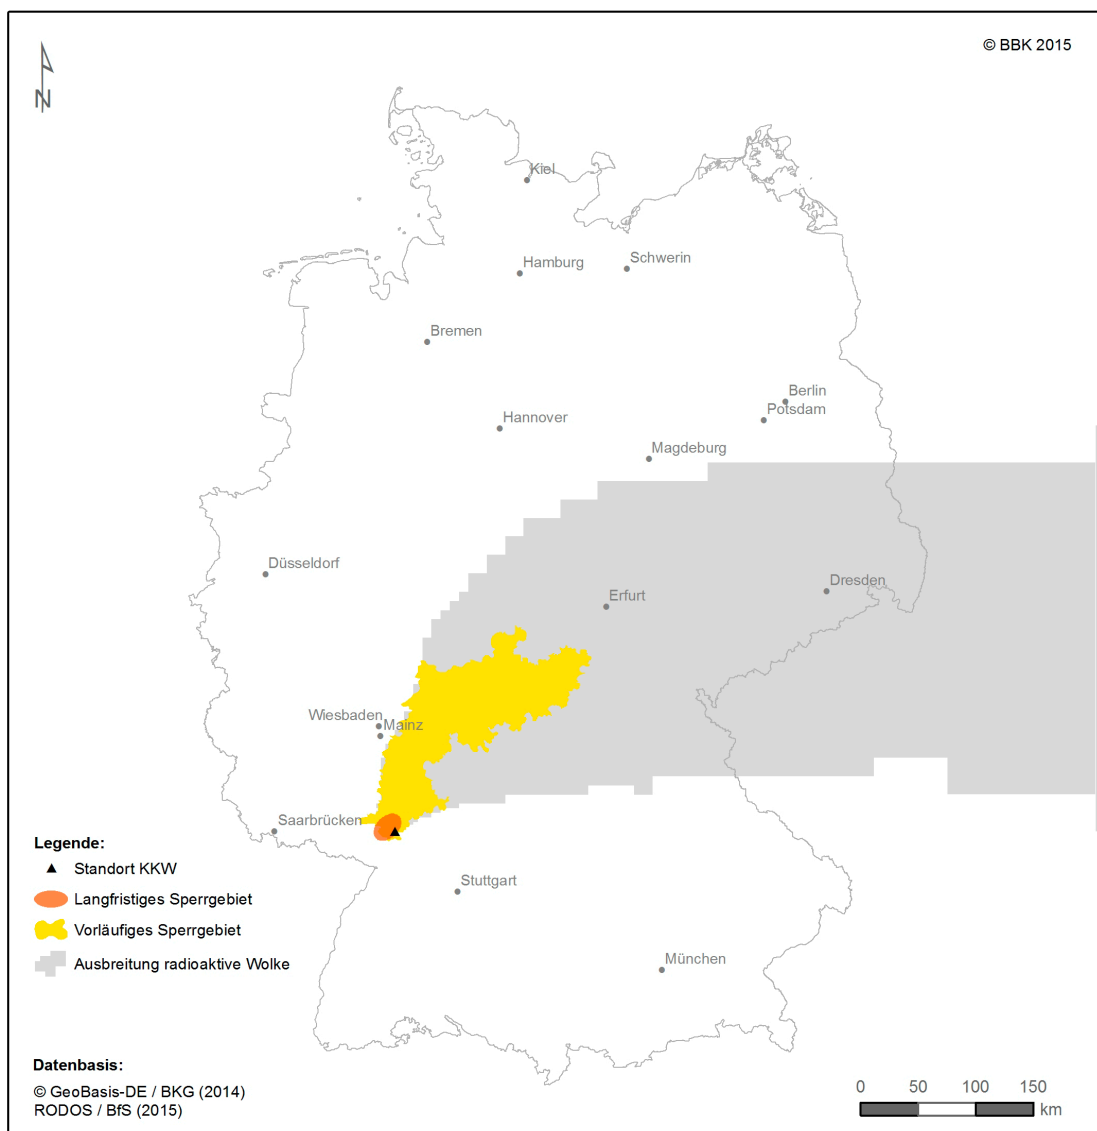 © BBK 2015
N
Kiel
Hamburg
Schwerin
Bremen
Berlin
Potsdam
Hannover
Magdeburg
Düsseldorf
Dresden
Erfurt
Wiesbaden
Mainz
Saarbrücken
Stuttgart
München
Legende:
Standort KKW
Langfristiges Sperrgebiet
Vorläufiges Sperrgebiet
Ausbreitung radioaktive Wolke
Datenbasis:
© GeoBasis-DE / BKG (2014)
RODOS / BfS (2015)
0 50 100 150
km